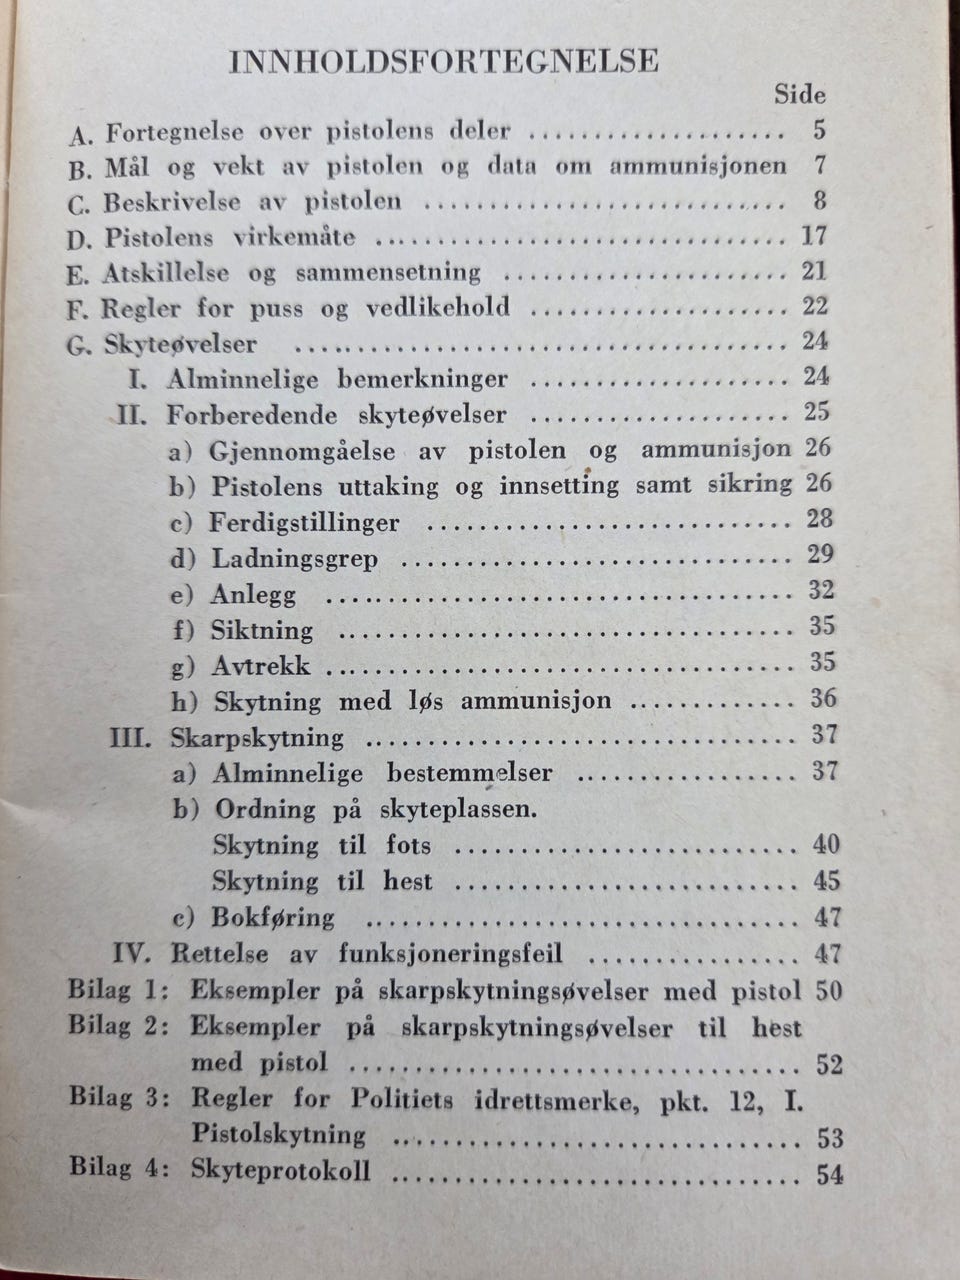 INNHOLDSFORTEGNELSE
Side
A. Fortegnelse over pistolens deler .................... 5
B. Mål og vekt av pistolen og data om ammunisjonen 7
C. Beskrivelse av pistolen ............................ 8
D. Pistolens virkemåte ................................ 17
E. Atskillelse og sammensetning ...................... 21
F. Regler for puss og vedlikehold .................... 22
G. Skyteøvelser ...................................... 24
I. Alminnelige bemerkninger .................... 24
II. Forberedende skyteøvelser .................... 25
a) Gjennomgåelse av pistolen og ammunisjon 26
b) Pistolens uttaking og innsetting samt sikring 26
c) Ferdigstillinger ............................ 28
d) Ladningsgrep .............................. 29
e) Anlegg .................................... 32
f) Siktning .................................. 35
g) Avtrekk .................................... 35
h) Skytning med løs ammunisjon ............. 36
III. Skarpskytning ................................ 37
a) Alminnelige bestemmelser ................. 37
b) Ordning på skyteplassen.
Skytning til fots .......................... 40
Skytning til hest .......................... 45
c) Bokføring ................................ 47
IV. Rettelse av funksjoneringsfeil ................ 47
Bilag 1: Eksempler på skarpskytningsøvelser med pistol 50
Bilag 2: Eksempler på skarpskytningsøvelser til hest
med pistol .................................. 52
Bilag 3: Regler for Politiets idrettsmerke, pkt. 12, I.
Pistolskytning .............................. 53
Bilag 4: Skyteprotokoll .............................. 54